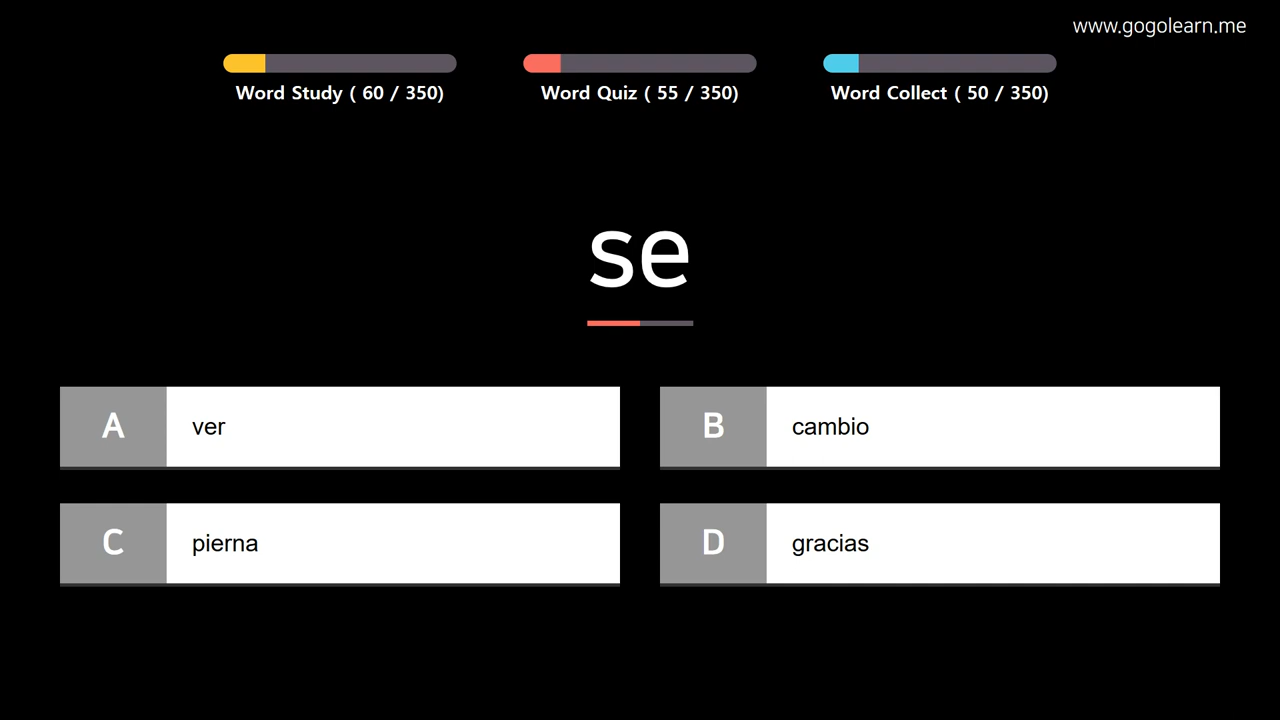 www.gogolearn.me
Word Study ( 60 / 350)
Word Quiz ( 55 / 350)
Word Collect ( 50 / 350)
se
A ver
B cambio
C pierna
D gracias